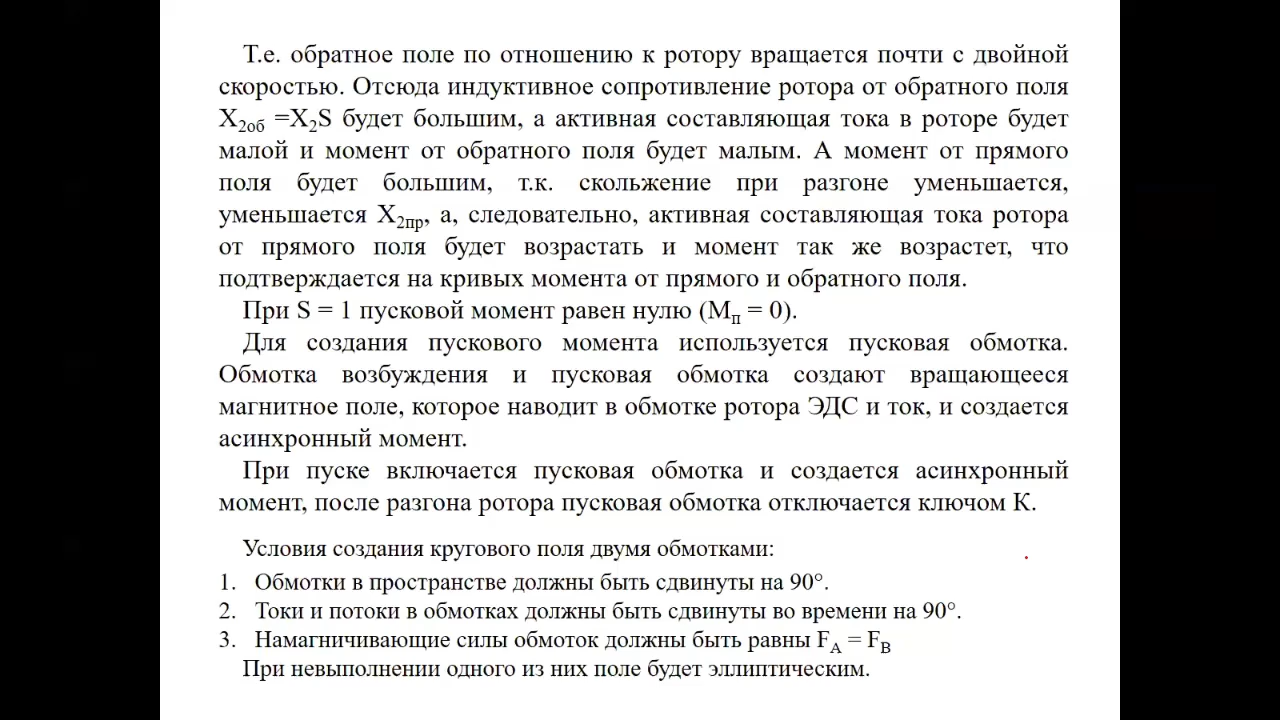 Т.е. обратное поле по отношению к ротору вращается почти с двойной
скоростью. Отсюда индуктивное сопротивление ротора от обратного поля
X₂об =X₂S будет большим, а активная составляющая тока в роторе будет
малой и момент от обратного поля будет малым. А момент от прямого
поля будет большим, т.к. скольжение при разгоне уменьшается,
уменьшается X₂пр, а, следовательно, активная составляющая тока ротора
от прямого поля будет возрастать и момент так же возрастет, что
подтверждается на кривых момента от прямого и обратного поля.
При S = 1 пусковой момент равен нулю (Мп = 0).
Для создания пускового момента используется пусковая обмотка.
Обмотка возбуждения и пусковая обмотка создают вращающееся
магнитное поле, которое наводит в обмотке ротора ЭДС и ток, и создается
асинхронный момент.
При пуске включается пусковая обмотка и создается асинхронный
момент, после разгона ротора пусковая обмотка отключается ключом К.
Условия создания кругового поля двумя обмотками:
1. Обмотки в пространстве должны быть сдвинуты на 90°.
2. Токи и потоки в обмотках должны быть сдвинуты во времени на 90°.
3. Намагничивающие силы обмоток должны быть равны FA = FB
При невыполнении одного из них поле будет эллиптическим.